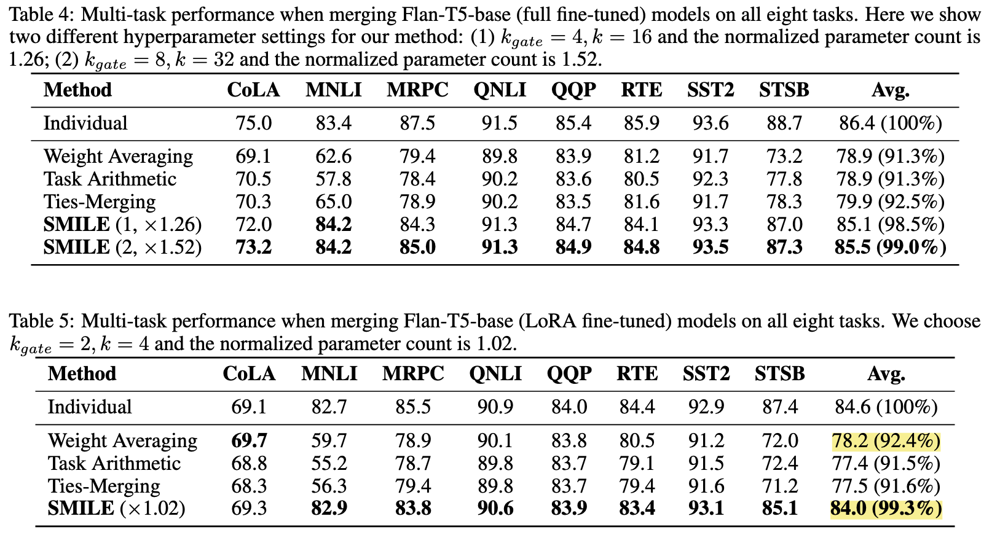 Table 4: Multi-task performance when merging Flan-T5-base (full fine-tuned) models on all eight tasks. Here we show
two different hyperparameter settings for our method: (1) k_gate = 4, k = 16 and the normalized parameter count is
1.26; (2) k_gate = 8, k = 32 and the normalized parameter count is 1.52.
Method CoLA MNLI MRPC QNLI QQP RTE SST2 STSB Avg.
Individual 75.0 83.4 87.5 91.5 85.4 85.9 93.6 88.7 86.4 (100%)
Weight Averaging 69.1 62.6 79.4 89.8 83.9 81.2 91.7 73.2 78.9 (91.3%)
Task Arithmetic 70.5 57.8 78.4 90.2 83.6 80.5 92.3 77.8 78.9 (91.3%)
Ties-Merging 70.3 65.0 78.9 90.2 83.5 81.6 91.7 78.3 79.9 (92.5%)
SMILE (1, ×1.26) 72.0 84.2 84.3 91.3 84.7 84.1 93.3 87.0 85.1 (98.5%)
SMILE (2, ×1.52) 73.2 84.2 85.0 91.3 84.9 84.8 93.5 87.3 85.5 (99.0%)
Table 5: Multi-task performance when merging Flan-T5-base (LoRA fine-tuned) models on all eight tasks. We choose
k_gate = 2, k = 4 and the normalized parameter count is 1.02.
Method CoLA MNLI MRPC QNLI QQP RTE SST2 STSB Avg.
Individual 69.1 82.7 85.5 90.9 84.0 84.4 92.9 87.4 84.6 (100%)
Weight Averaging 69.7 59.7 78.9 90.1 83.8 80.5 91.2 72.0 78.2 (92.4%)
Task Arithmetic 68.8 55.2 78.7 89.8 83.7 79.1 91.5 72.4 77.4 (91.5%)
Ties-Merging 68.3 56.3 79.4 89.8 83.7 79.4 91.6 71.2 77.5 (91.6%)
SMILE (×1.02) 69.3 82.9 83.8 90.6 83.9 83.4 93.1 85.1 84.0 (99.3%)